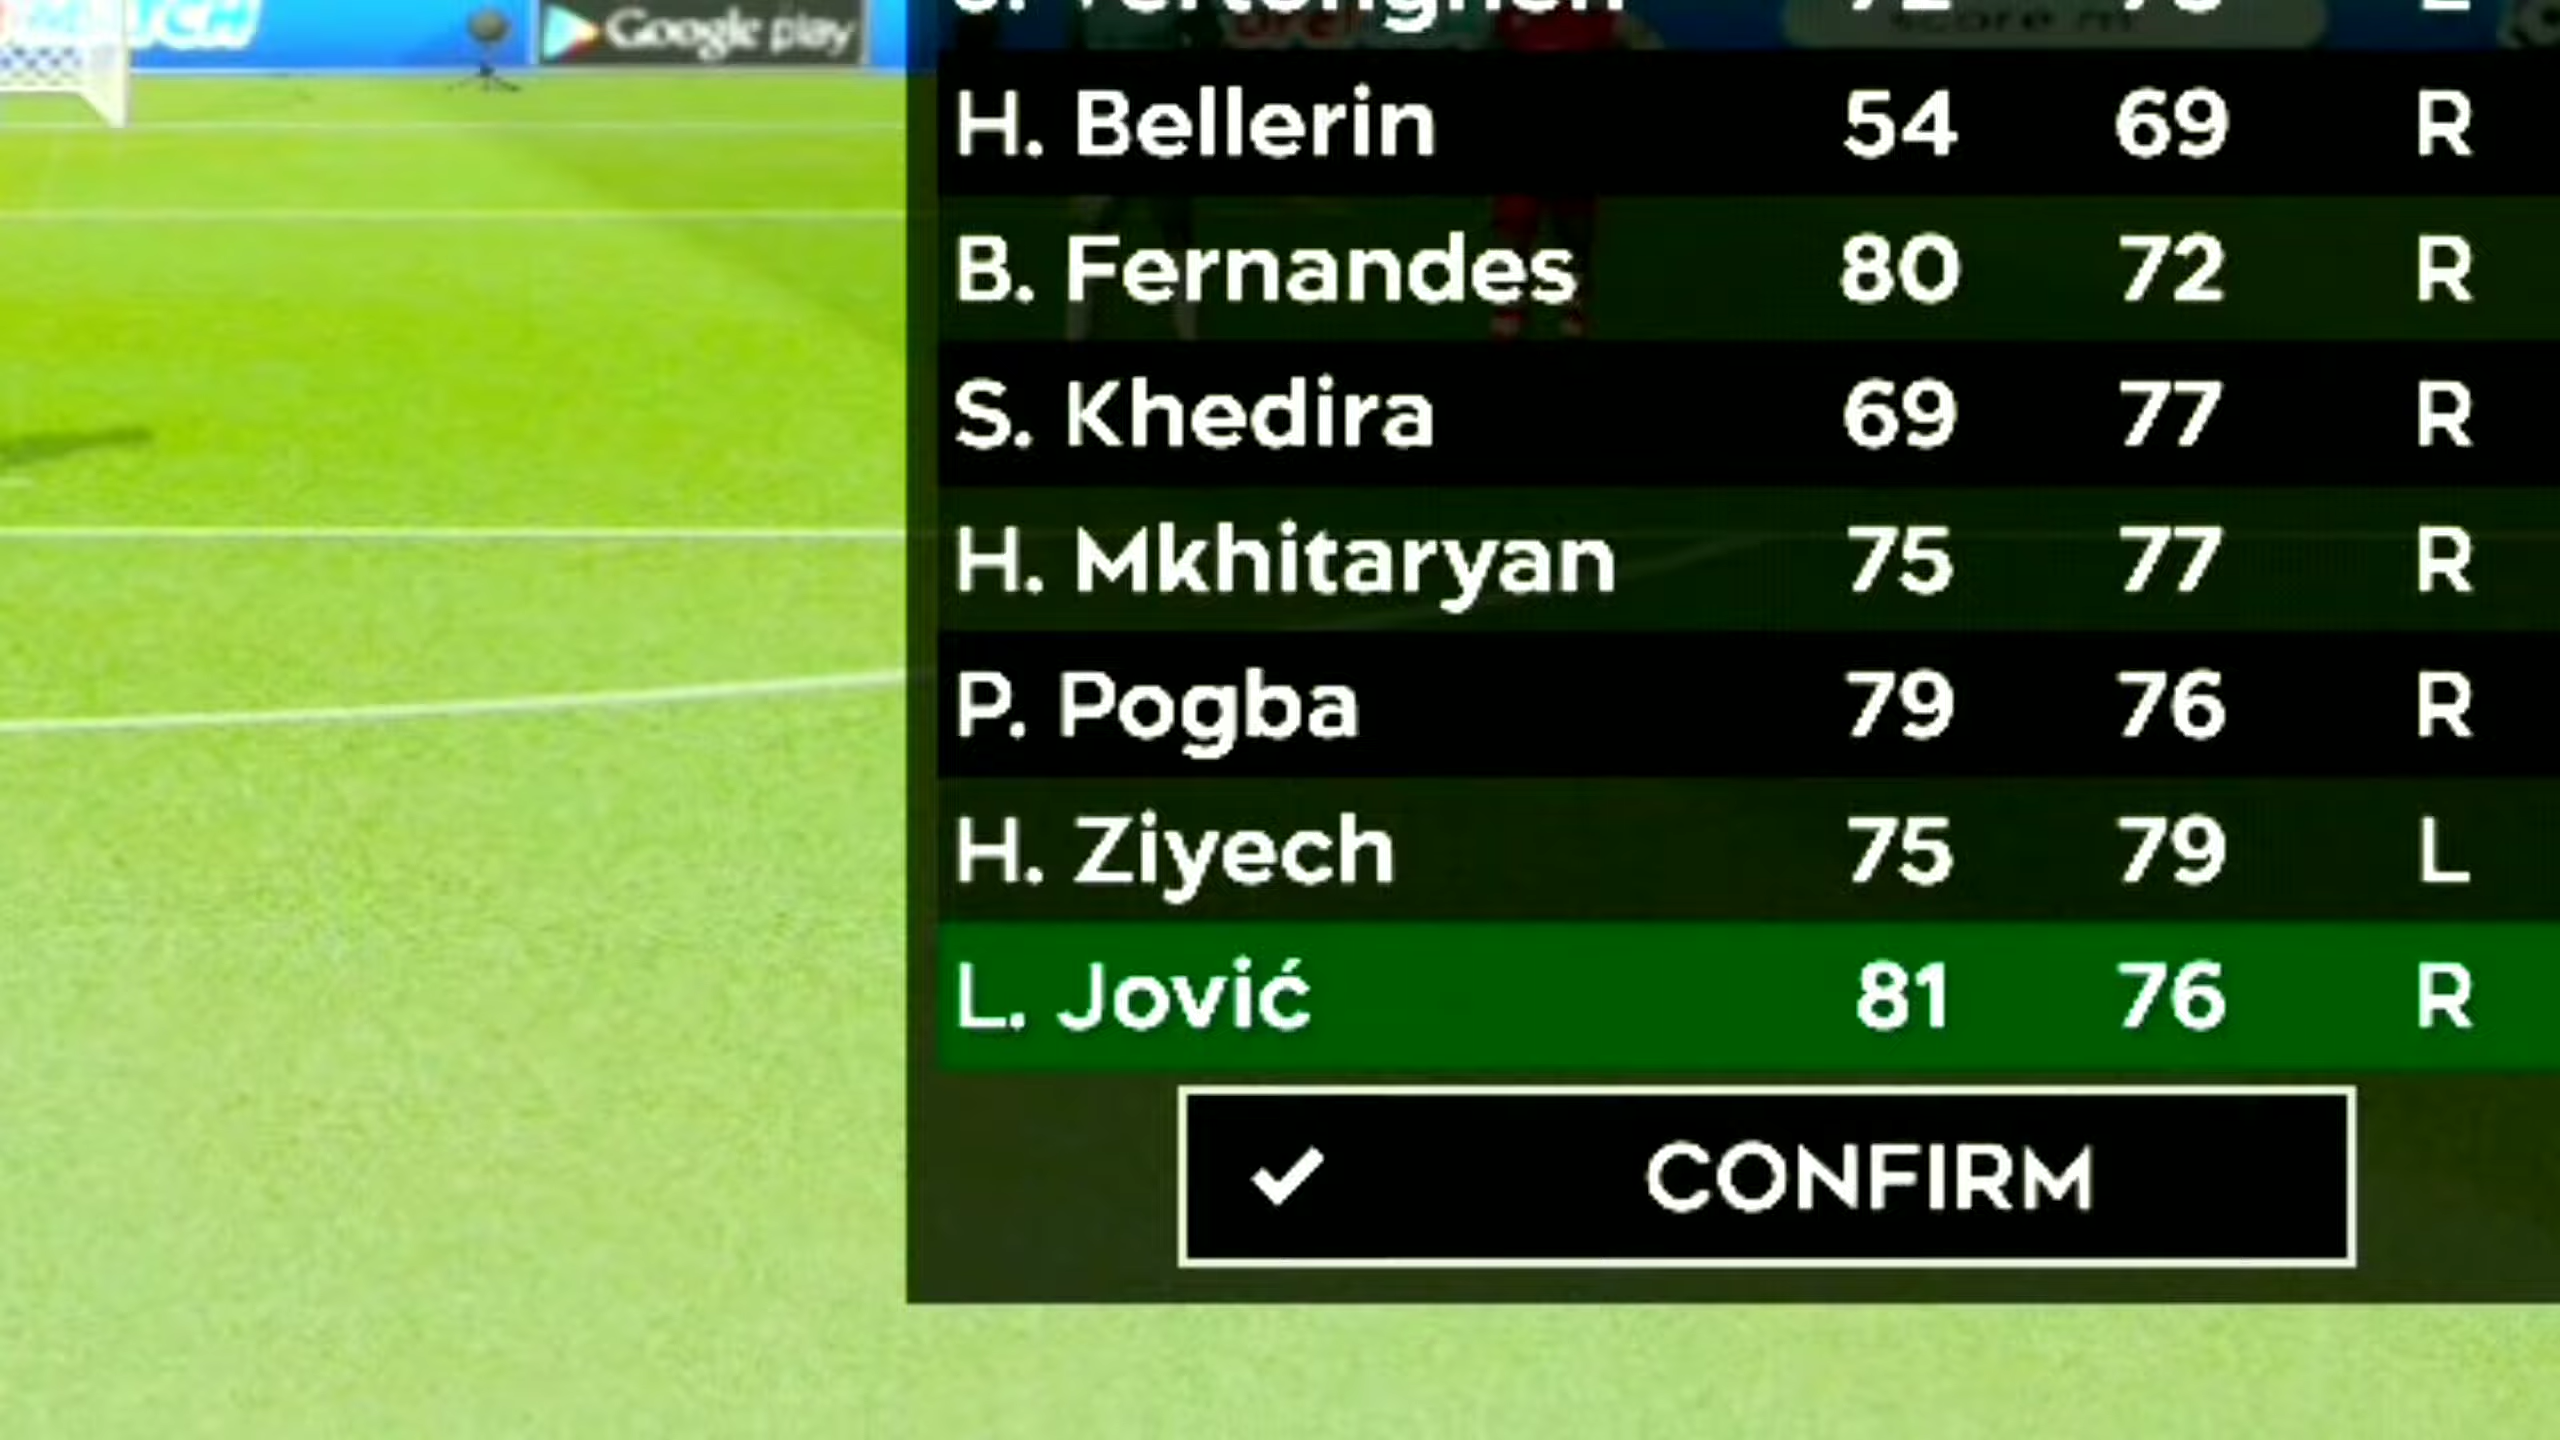 Google play
H. Bellerin 54 69 R
B. Fernandes 80 72 R
S. Khedira 69 77 R
H. Mkhitaryan 75 77 R
P. Pogba 79 76 R
H. Ziyech 75 79 L
L. Jović 81 76 R
CONFIRM